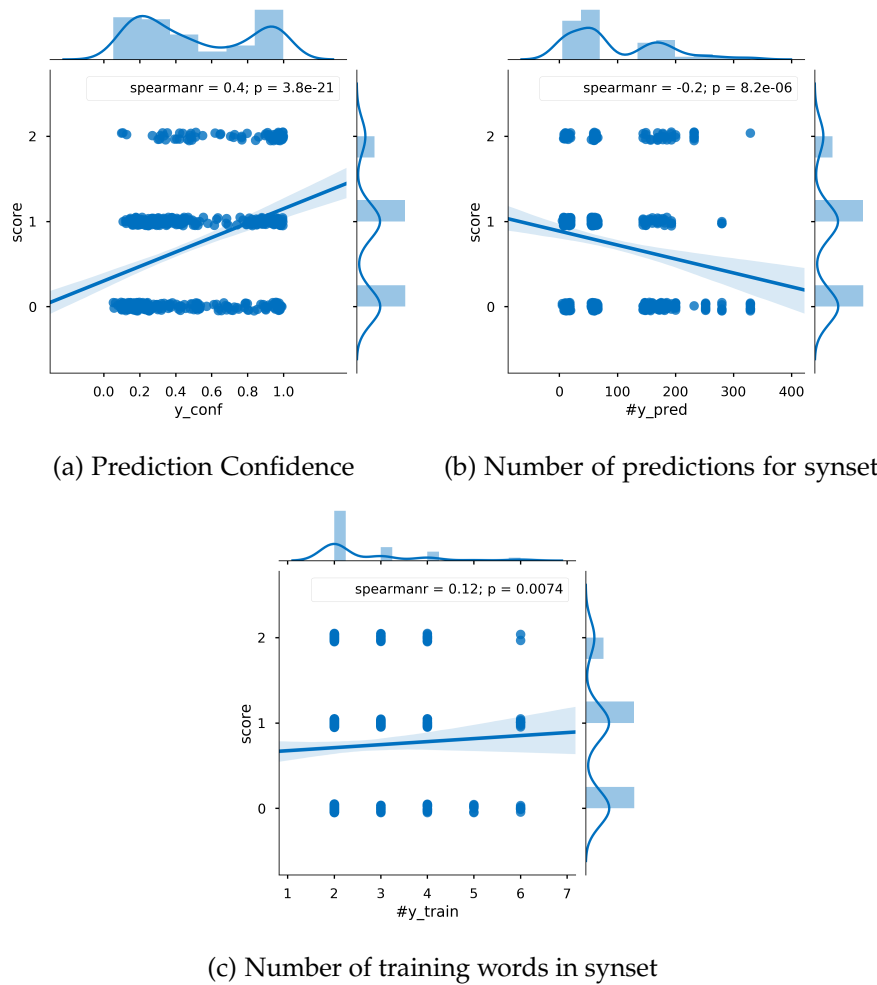 spearmanr = 0.4; p = 3.8e-21
score
2
1
0
0.0 0.2 0.4 0.6 0.8 1.0
y_conf
(a) Prediction Confidence
spearmanr = -0.2; p = 8.2e-06
score
2
1
0
0 100 200 300 400
#y_pred
(b) Number of predictions for synset
spearmanr = 0.12; p = 0.0074
score
2
1
0
1 2 3 4 5 6 7
#y_train
(c) Number of training words in synset